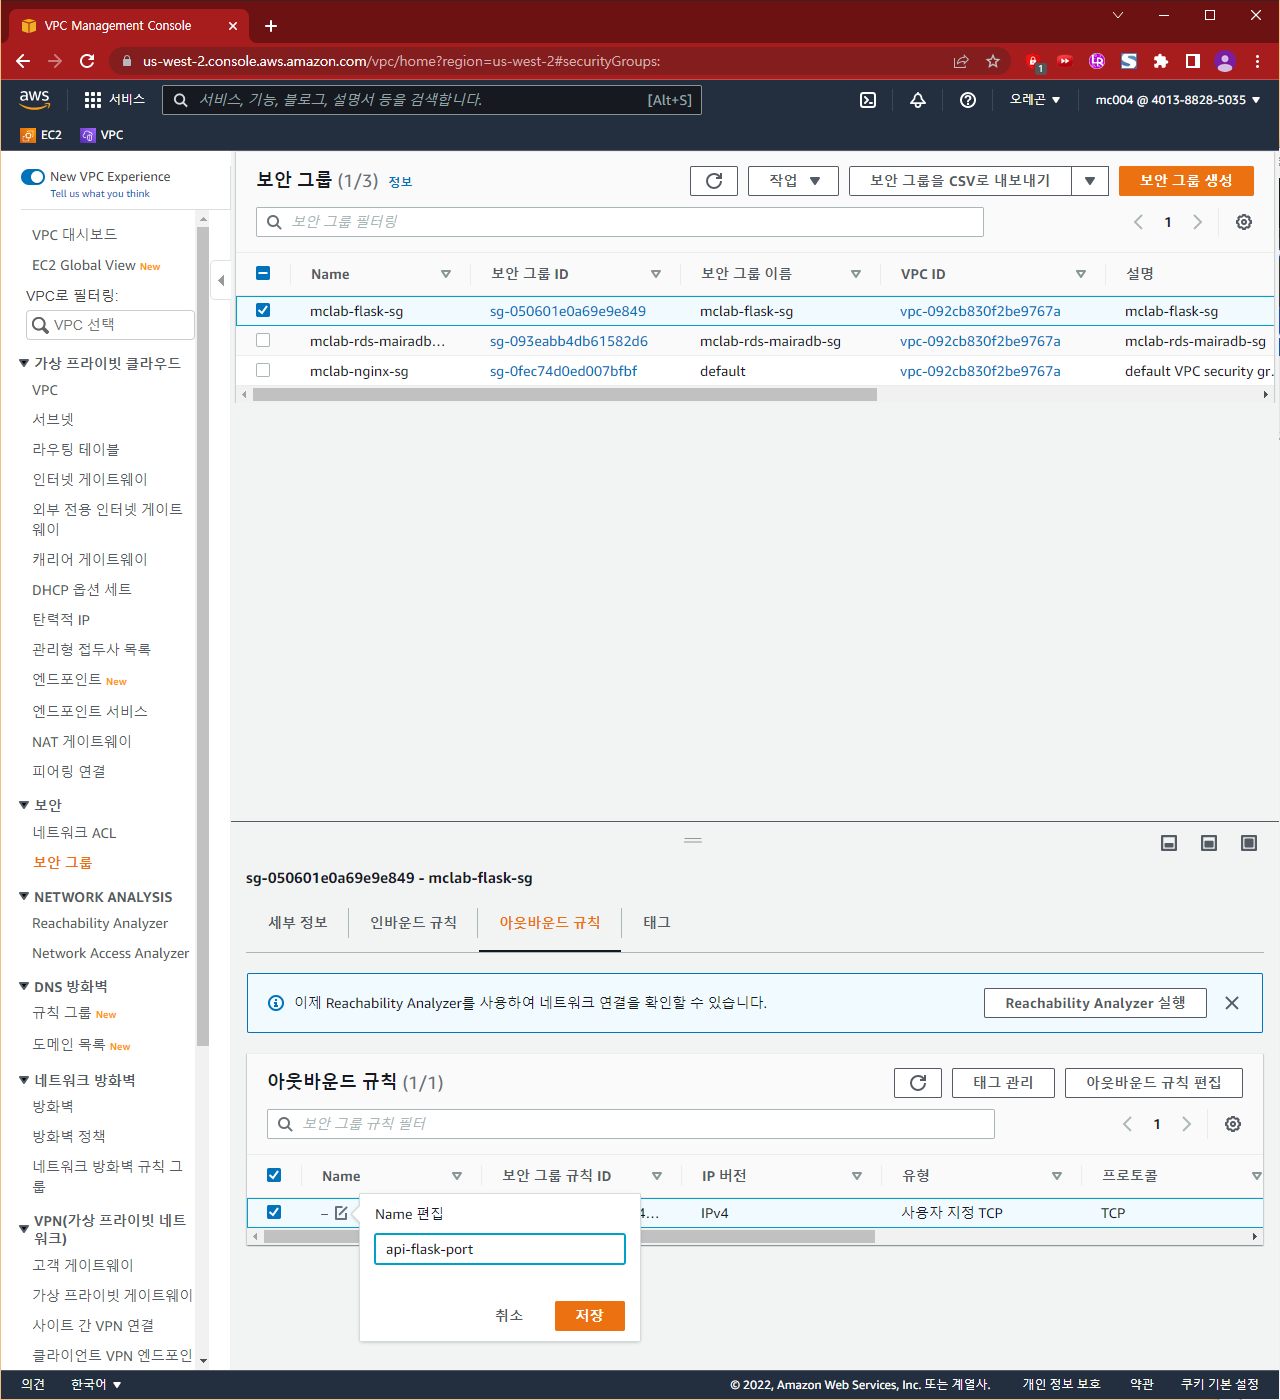 VPC Management Console
us-west-2.console.aws.amazon.com/vpc/home?region=us-west-2#securityGroups:
1
aws
서비스
서비스, 기능, 블로그, 설명서 등을 검색합니다.
[Alt+S]
오레곤
mc004 @ 4013-8828-5035
EC2
VPC
New VPC Experience
Tell us what you think
VPC 대시보드
EC2 Global View New
VPC로 필터링:
VPC 선택
가상 프라이빗 클라우드
VPC
서브넷
라우팅 테이블
인터넷 게이트웨이
외부 전용 인터넷 게이트
웨이
캐리어 게이트웨이
DHCP 옵션 세트
탄력적 IP
관리형 접두사 목록
엔드포인트 New
엔드포인트 서비스
NAT 게이트웨이
피어링 연결
보안
네트워크 ACL
보안 그룹
NETWORK ANALYSIS
Reachability Analyzer
Network Access Analyzer
DNS 방화벽
규칙 그룹 New
도메인 목록 New
네트워크 방화벽
방화벽
방화벽 정책
네트워크 방화벽 규칙 그
룹
VPN(가상 프라이빗 네트
워크)
고객 게이트웨이
가상 프라이빗 게이트웨이
사이트 간 VPN 연결
클라이언트 VPN 엔드포인
보안 그룹 (1/3) 정보
작업
보안 그룹을 CSV로 내보내기
보안 그룹 생성
보안 그룹 필터링
1
Name 보안 그룹 ID 보안 그룹 이름 VPC ID 설명
mclab-flask-sg sg-050601e0a69e9e849 mclab-flask-sg vpc-092cb830f2be9767a mclab-flask-sg
mclab-rds-mairadb... sg-093eabb4db61582d6 mclab-rds-mairadb-sg vpc-092cb830f2be9767a mclab-rds-mairadb-sg
mclab-nginx-sg sg-0fec74d0ed007bfbf default vpc-092cb830f2be9767a default VPC security gr...
sg-050601e0a69e9e849 - mclab-flask-sg
세부 정보 인바운드 규칙 아웃바운드 규칙 태그
이제 Reachability Analyzer를 사용하여 네트워크 연결을 확인할 수 있습니다.
Reachability Analyzer 실행
아웃바운드 규칙 (1/1)
태그 관리
아웃바운드 규칙 편집
보안 그룹 규칙 필터
1
Name 보안 그룹 규칙 ID IP 버전 유형 프로토콜
– 4... IPv4 사용자 지정 TCP TCP
Name 편집
api-flask-port
취소
저장
의견
한국어
© 2022, Amazon Web Services, Inc. 또는 계열사.
개인 정보 보호
약관
쿠키 기본 설정